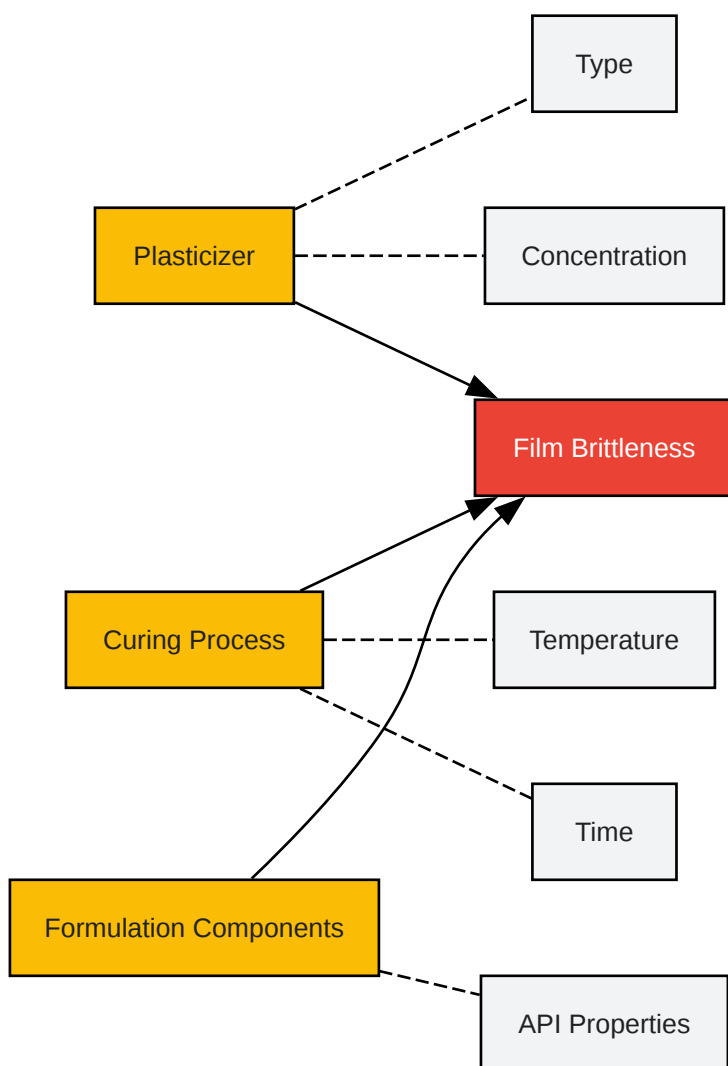 Type
Plasticizer
Concentration
Film Brittleness
Curing Process
Temperature
Time
Formulation Components
API Properties